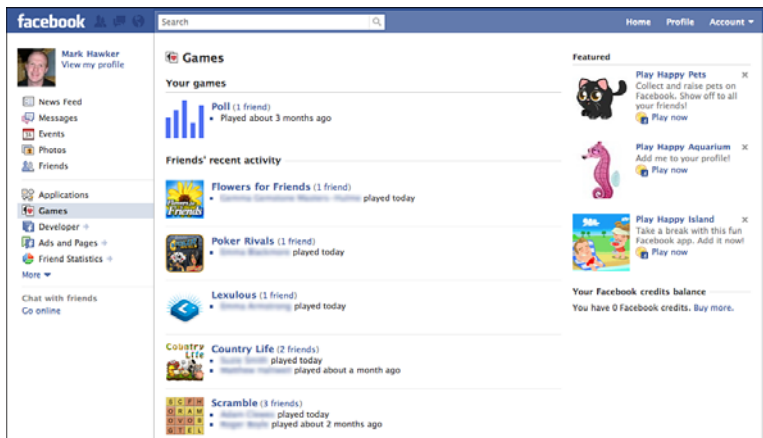 facebook
Search
Home Profile Account
Mark Hawker
View my profile
News Feed
Messages
Events
Photos
Friends
Applications
Games
Developer
Ads and Pages
Friend Statistics
More
Chat with friends
Go online
Games
Your games
Poll (1 friend)
Played about 3 months ago
Friends' recent activity
Flowers for Friends (1 friend)
played today
Poker Rivals (1 friend)
played today
Lexulous (1 friend)
played today
Country Life
Country Life (2 friends)
played today
played about a month ago
Scramble (3 friends)
played today
played about 2 months ago
Featured
Play Happy Pets
Collect and raise pets on
Facebook. Show off to all
your friends!
Play now
Play Happy Aquarium
Add me to your profile!
Play now
Play Happy Island
Take a break with this fun
Facebook app. Add it now!
Play now
Your Facebook credits balance
You have 0 Facebook credits. Buy more.